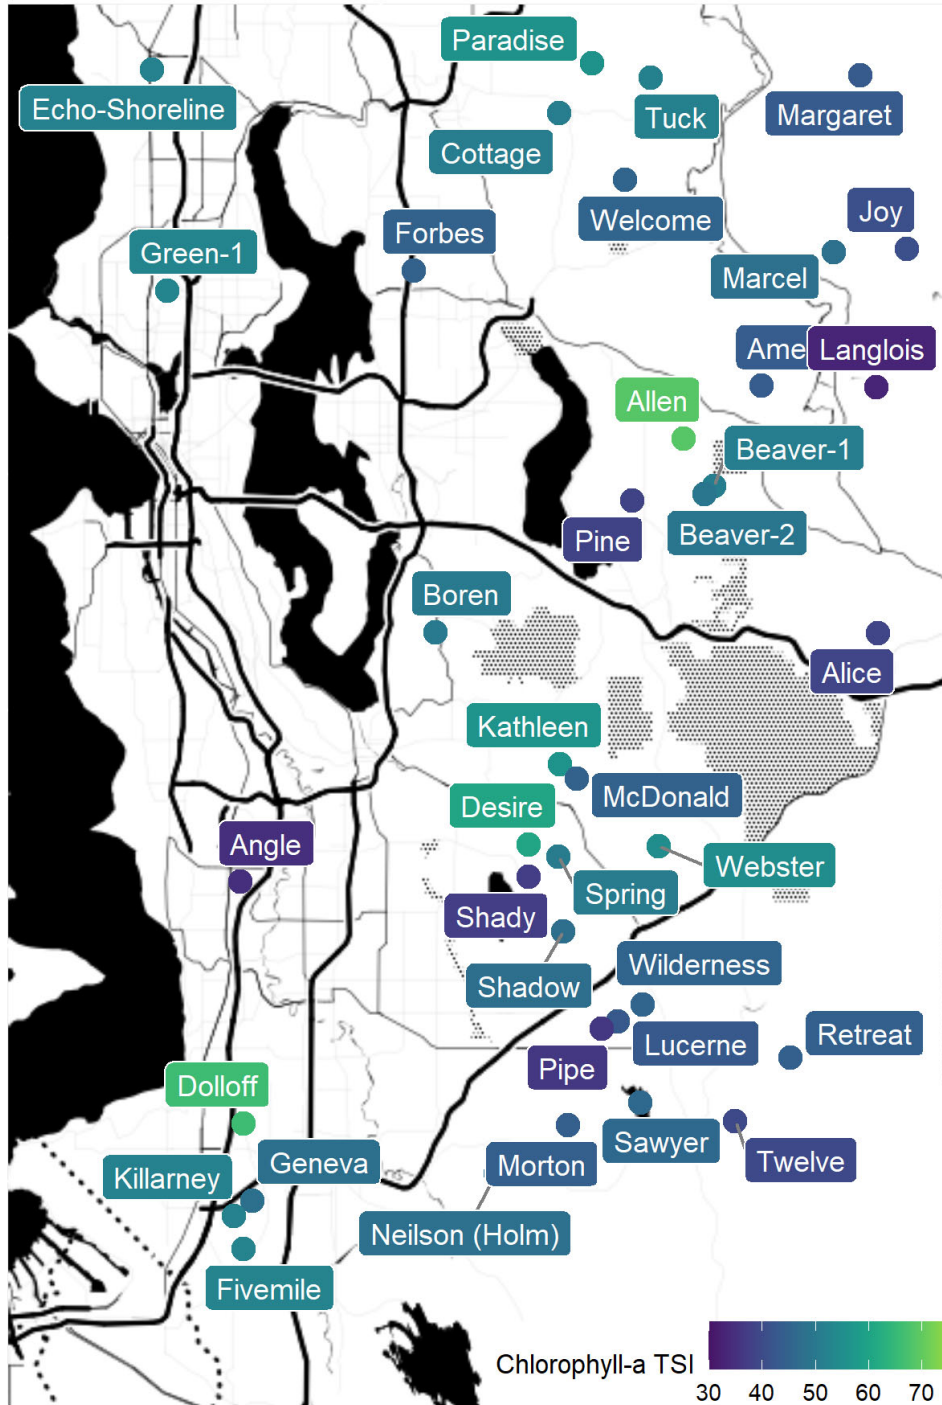 Paradise
Echo-Shoreline
Tuck
Margaret
Cottage
Welcome
Joy
Forbes
Green-1
Marcel
Ame
Langlois
Allen
Beaver-1
Beaver-2
Pine
Boren
Alice
Kathleen
McDonald
Desire
Angle
Webster
Spring
Shady
Shadow
Wilderness
Retreat
Lucerne
Pipe
Dolloff
Sawyer
Geneva
Morton
Twelve
Killarney
Neilson (Holm)
Fivemile
Chlorophyll-a TSI
30 40 50 60 70